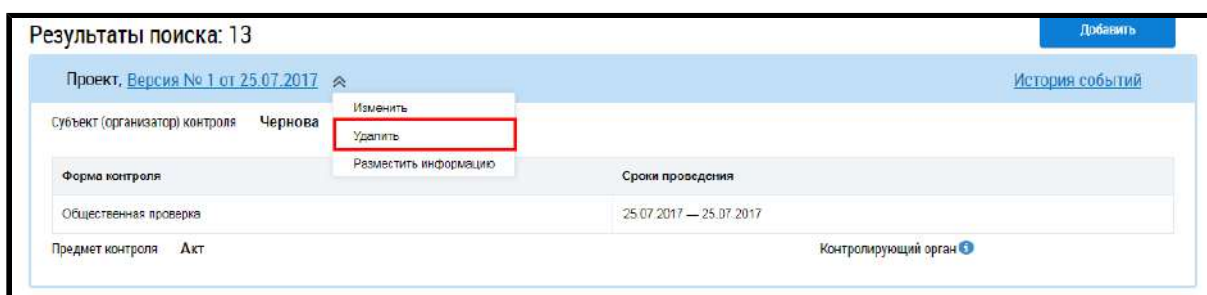 Результаты поиска: 13
Добавить
Проект, Версия № 1 от 25.07.2017
История событий
Изменить
Субъект (организатор) контроля Чернова
Удалить
Разместить информацию
Форма контроля Сроки проведения
Общественная проверка 25.07.2017 — 25.07.2017
Предмет контроля Акт Контролирующий орган